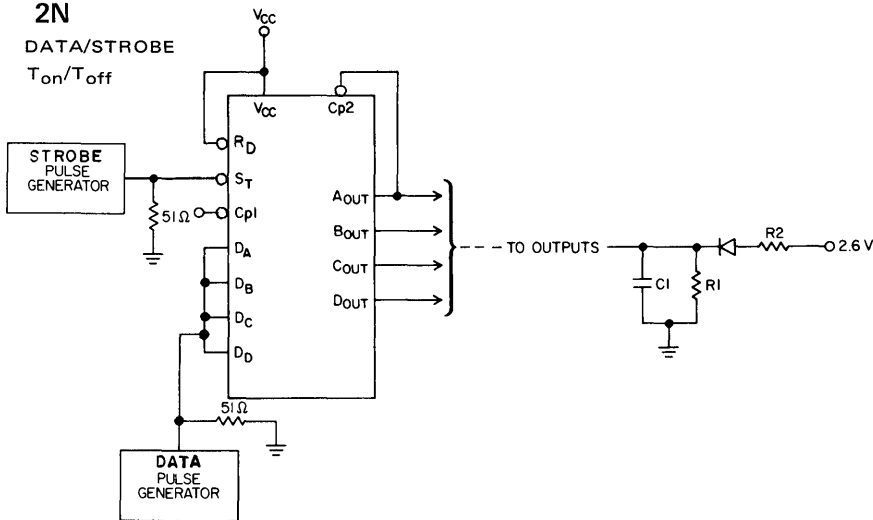 2N
DATA/STROBE
Ton/Toff
VCC
VCC
Cp2
RD
STROBE
PULSE
GENERATOR
ST
51Ω
Cp1
AOUT
DA
BOUT
DB
COUT
DC
DOUT
DD
TO OUTPUTS
R2
2.6 V
C1
R1
51Ω
DATA
PULSE
GENERATOR